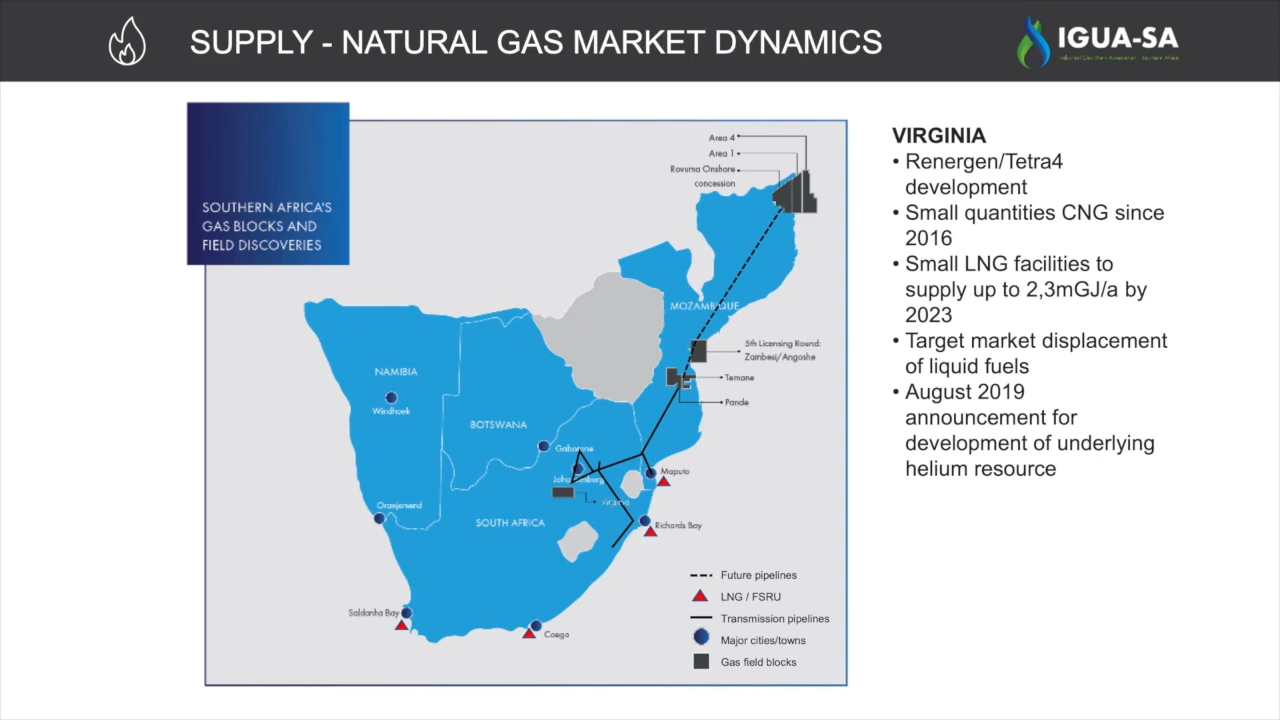 SUPPLY - NATURAL GAS MARKET DYNAMICS
IGUA-SA
SOUTHERN AFRICA'S
GAS BLOCKS AND
FIELD DISCOVERIES
Area 4
Area 1
Rovuma Onshore
concession
MOZAMBIQUE
5th Licensing Round:
Zambesi/Angoshe
Temane
Pande
NAMIBIA
Windhoek
BOTSWANA
Gaborone
Johannesburg
Maputo
Virginia
Oranjemund
SOUTH AFRICA
Richards Bay
Saldanha Bay
Coega
Future pipelines
LNG / FSRU
Transmission pipelines
Major cities/towns
Gas field blocks
VIRGINIA
• Renergen/Tetra4
development
• Small quantities CNG since
2016
• Small LNG facilities to
supply up to 2,3mGJ/a by
2023
• Target market displacement
of liquid fuels
• August 2019
announcement for
development of underlying
helium resource